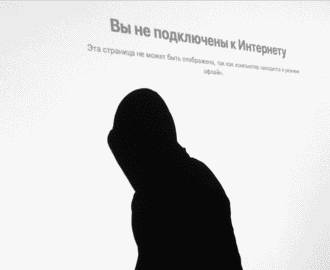 Вы не подключены к Интернету
Эта страница не может быть отображена, так как компьютер находится в режиме
офлайн.